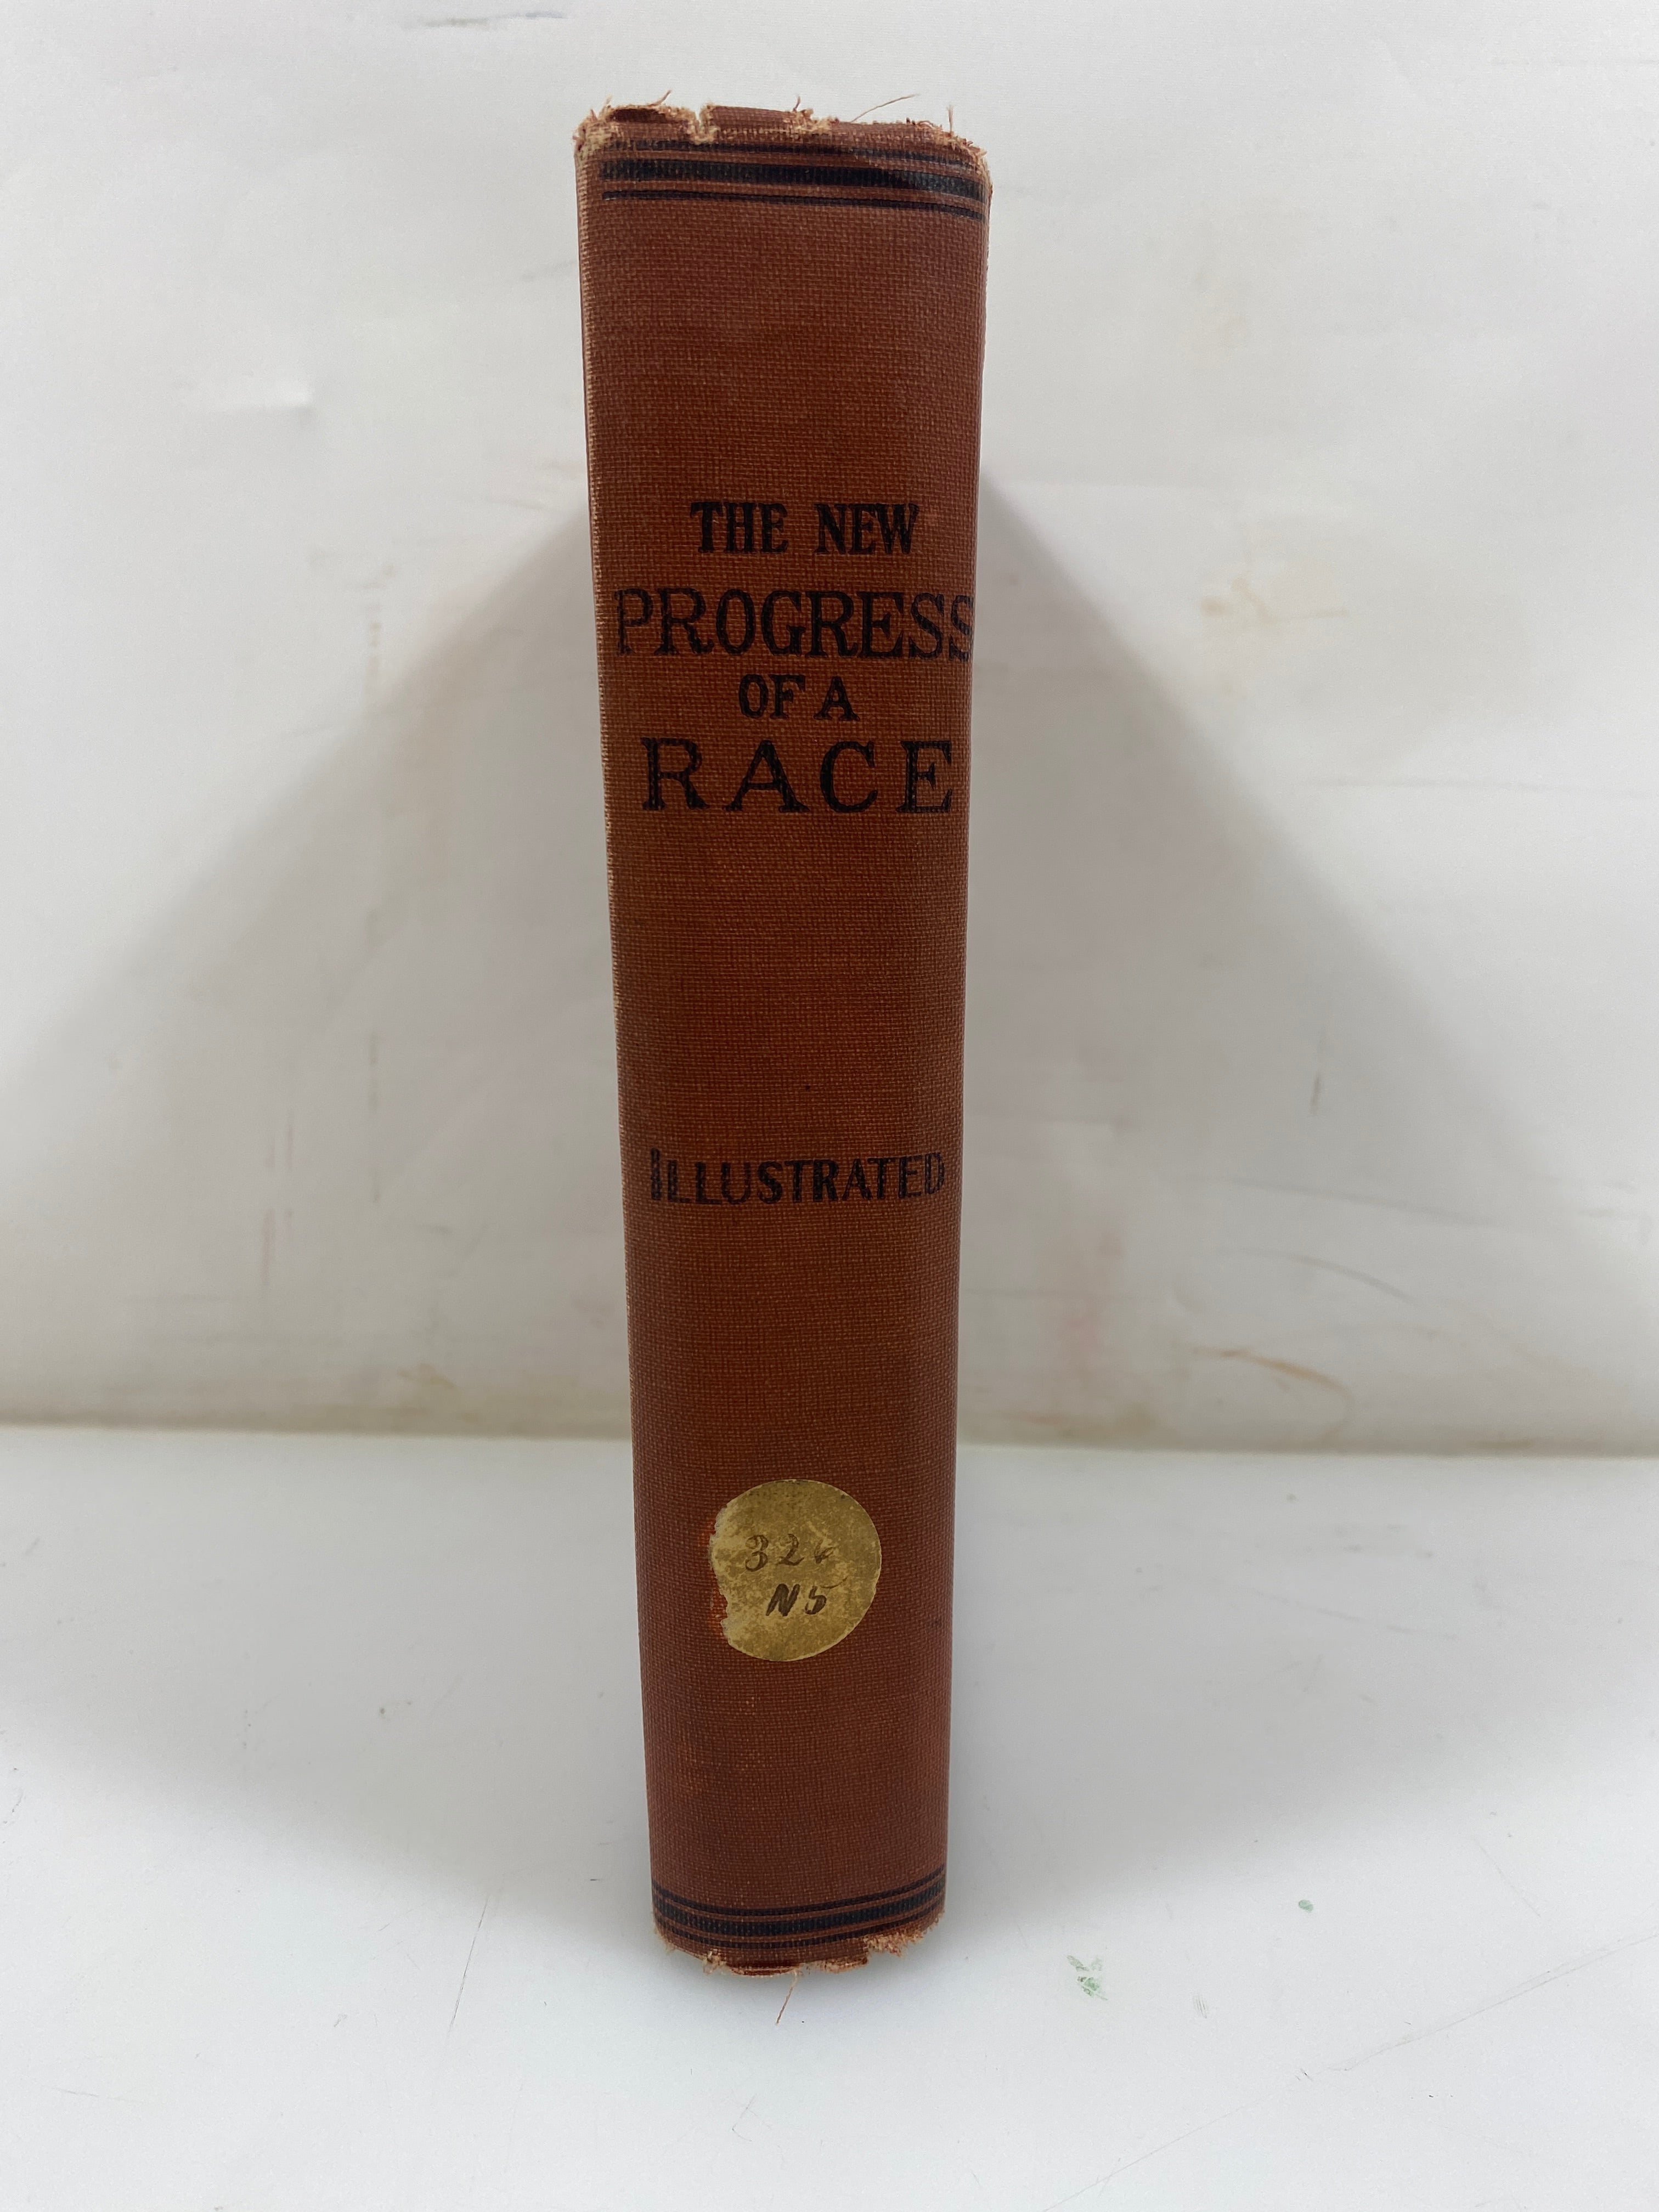 THE NEW
PROGRESS
OF A
RACE
ILLUSTRATED
N5